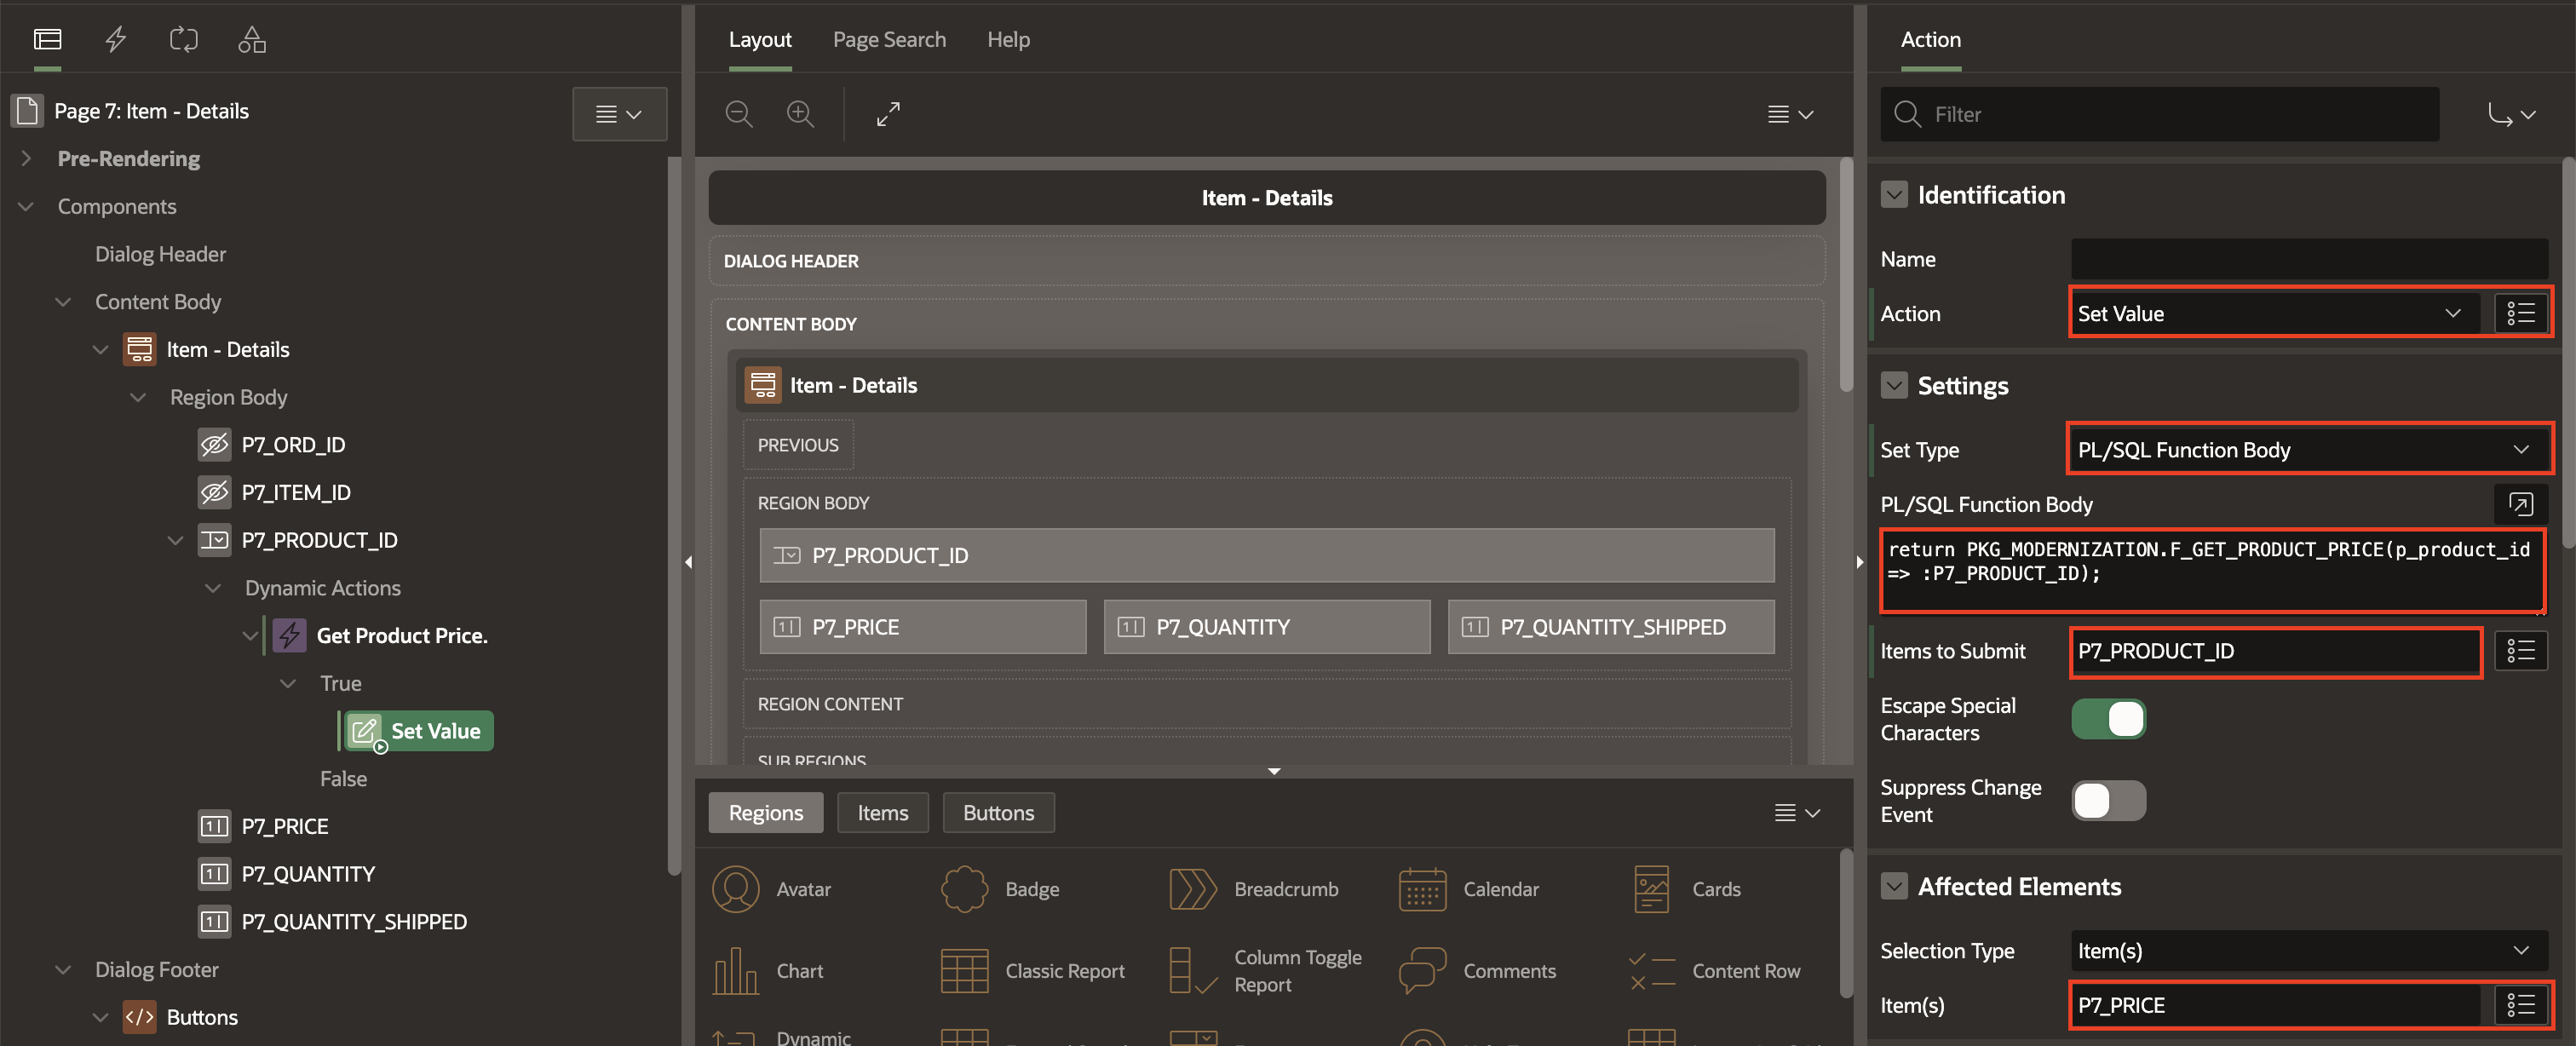 Page 7: Item - Details
Pre-Rendering
Components
Dialog Header
Content Body
Item - Details
Region Body
P7_ORD_ID
P7_ITEM_ID
P7_PRODUCT_ID
Dynamic Actions
Get Product Price.
True
Set Value
False
P7_PRICE
P7_QUANTITY
P7_QUANTITY_SHIPPED
Dialog Footer
Buttons
Layout
Page Search
Help
Item - Details
DIALOG HEADER
CONTENT BODY
Item - Details
PREVIOUS
REGION BODY
P7_PRODUCT_ID
P7_PRICE
P7_QUANTITY
P7_QUANTITY_SHIPPED
REGION CONTENT
SUB REGIONS
Regions
Items
Buttons
Avatar
Badge
Breadcrumb
Calendar
Cards
Chart
Classic Report
Column Toggle
Report
Comments
Content Row
Dynamic
Action
Filter
Identification
Name
Action
Set Value
Settings
Set Type
PL/SQL Function Body
PL/SQL Function Body
return PKG_MODERNIZATION.F_GET_PRODUCT_PRICE(p_product_id
=> :P7_PRODUCT_ID);
Items to Submit
P7_PRODUCT_ID
Escape Special
Characters
Suppress Change
Event
Affected Elements
Selection Type
Item(s)
Item(s)
P7_PRICE